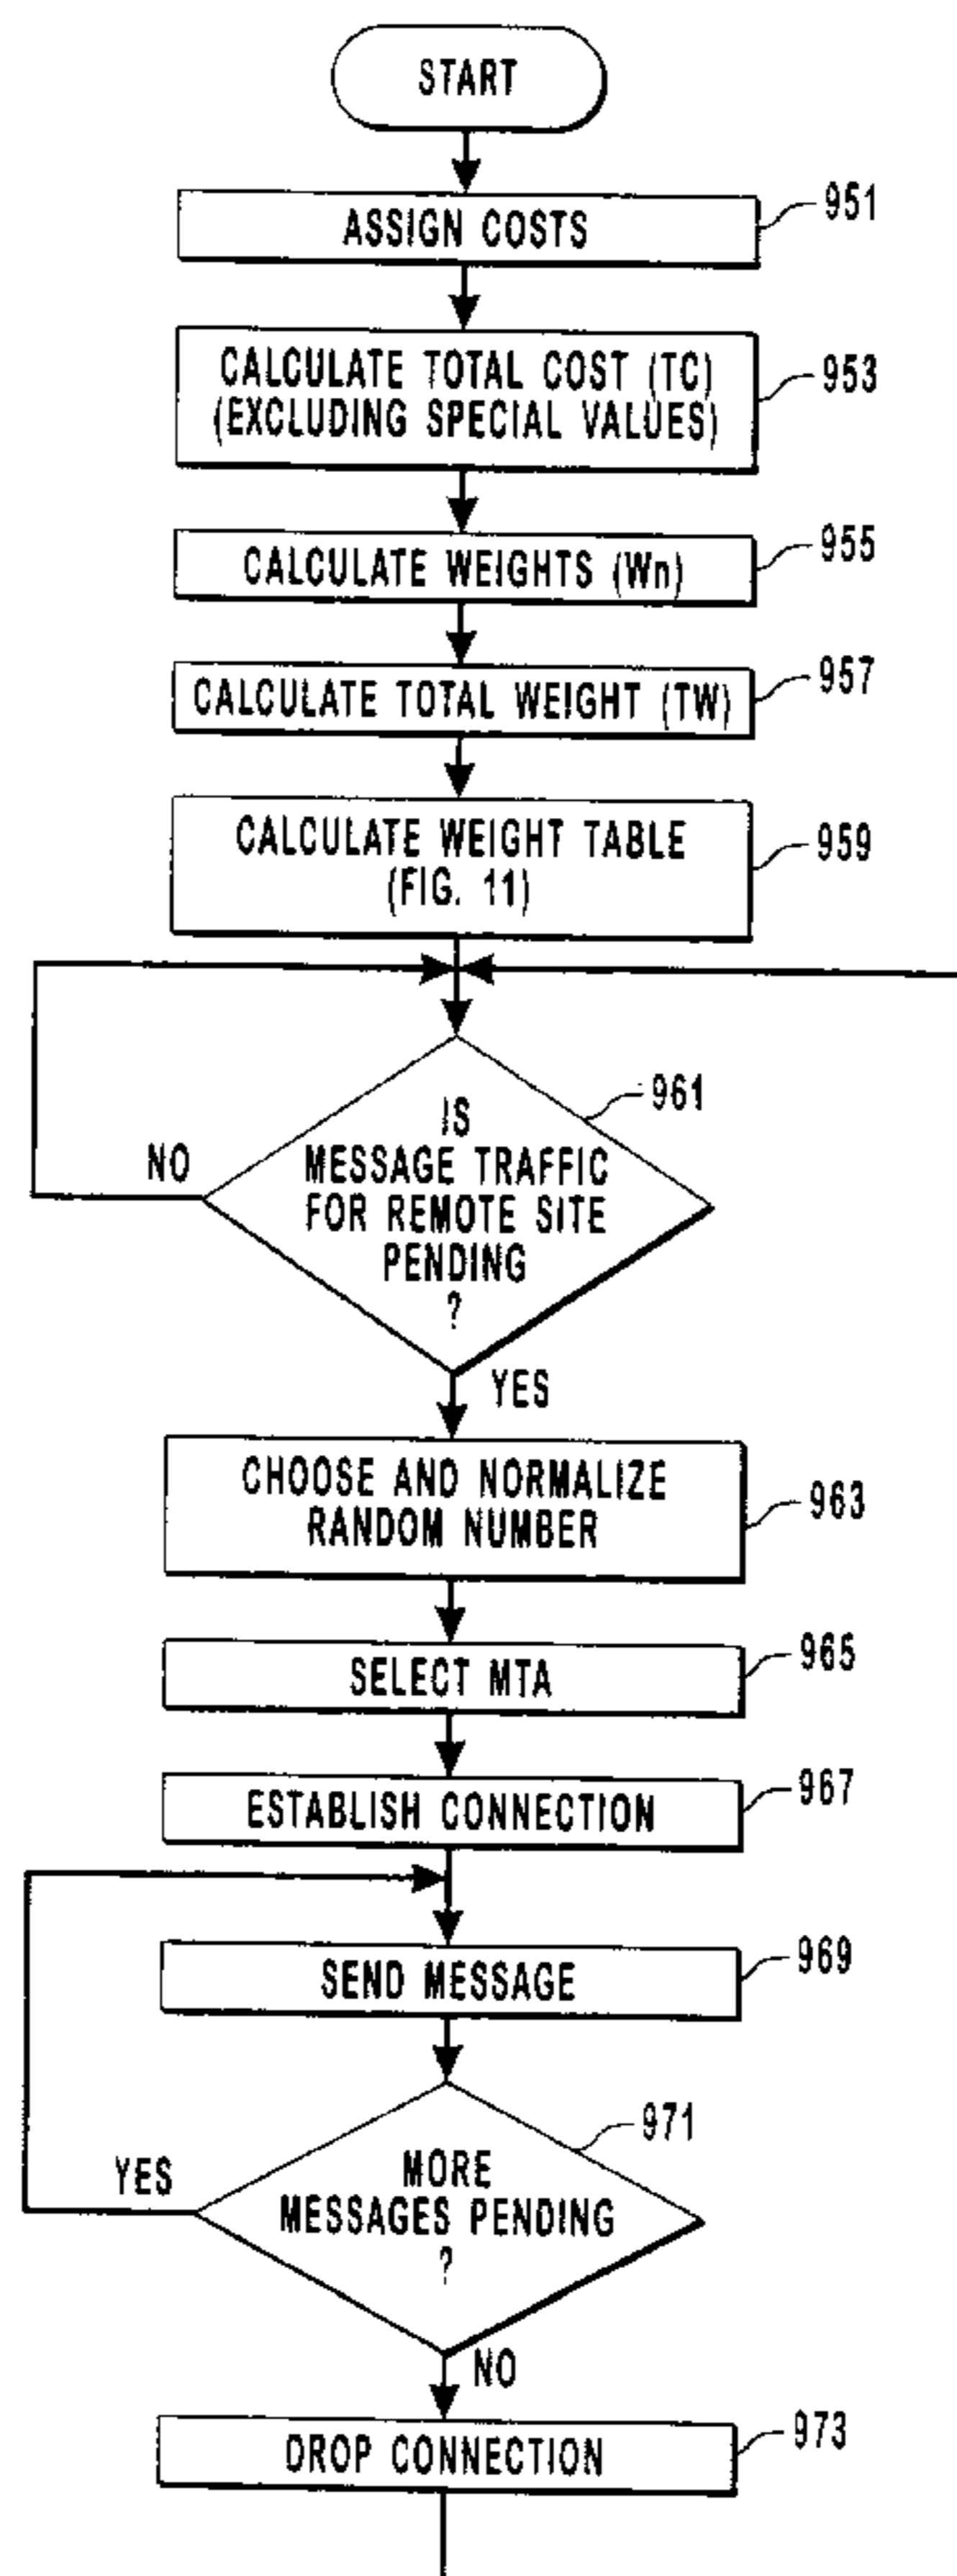 START
ASSIGN COSTS
951
CALCULATE TOTAL COST (TC)
(EXCLUDING SPECIAL VALUES)
953
CALCULATE WEIGHTS (Wn)
955
CALCULATE TOTAL WEIGHT (TW)
957
CALCULATE WEIGHT TABLE
(FIG. 11)
959
IS
MESSAGE TRAFFIC
FOR REMOTE SITE
PENDING
?
961
NO
YES
CHOOSE AND NORMALIZE
RANDOM NUMBER
963
SELECT MTA
965
ESTABLISH CONNECTION
967
SEND MESSAGE
969
MORE
MESSAGES PENDING
?
971
YES
NO
DROP CONNECTION
973